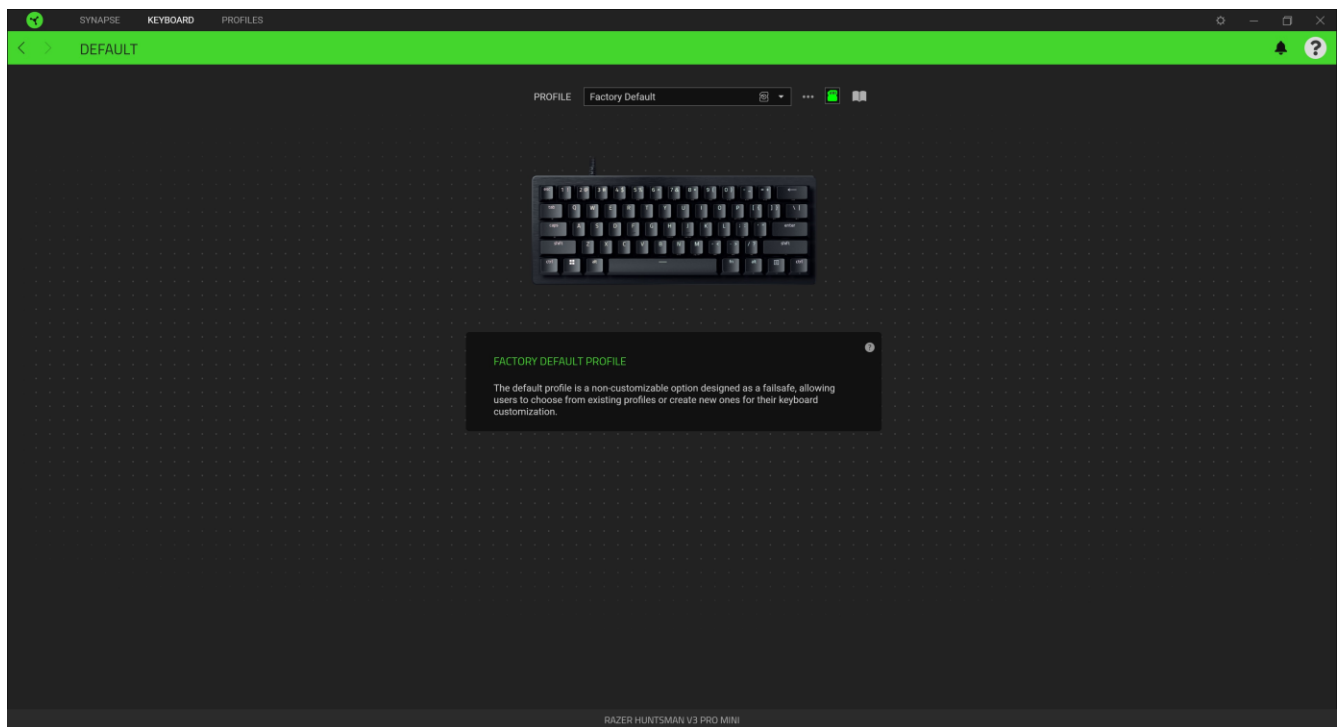 SYNAPSE KEYBOARD PROFILES
DEFAULT
?
PROFILE Factory Default
FACTORY DEFAULT PROFILE
?
The default profile is a non-customizable option designed as a failsafe, allowing
users to choose from existing profiles or create new ones for their keyboard
customization.
RAZER HUNTSMAN V3 PRO MINI